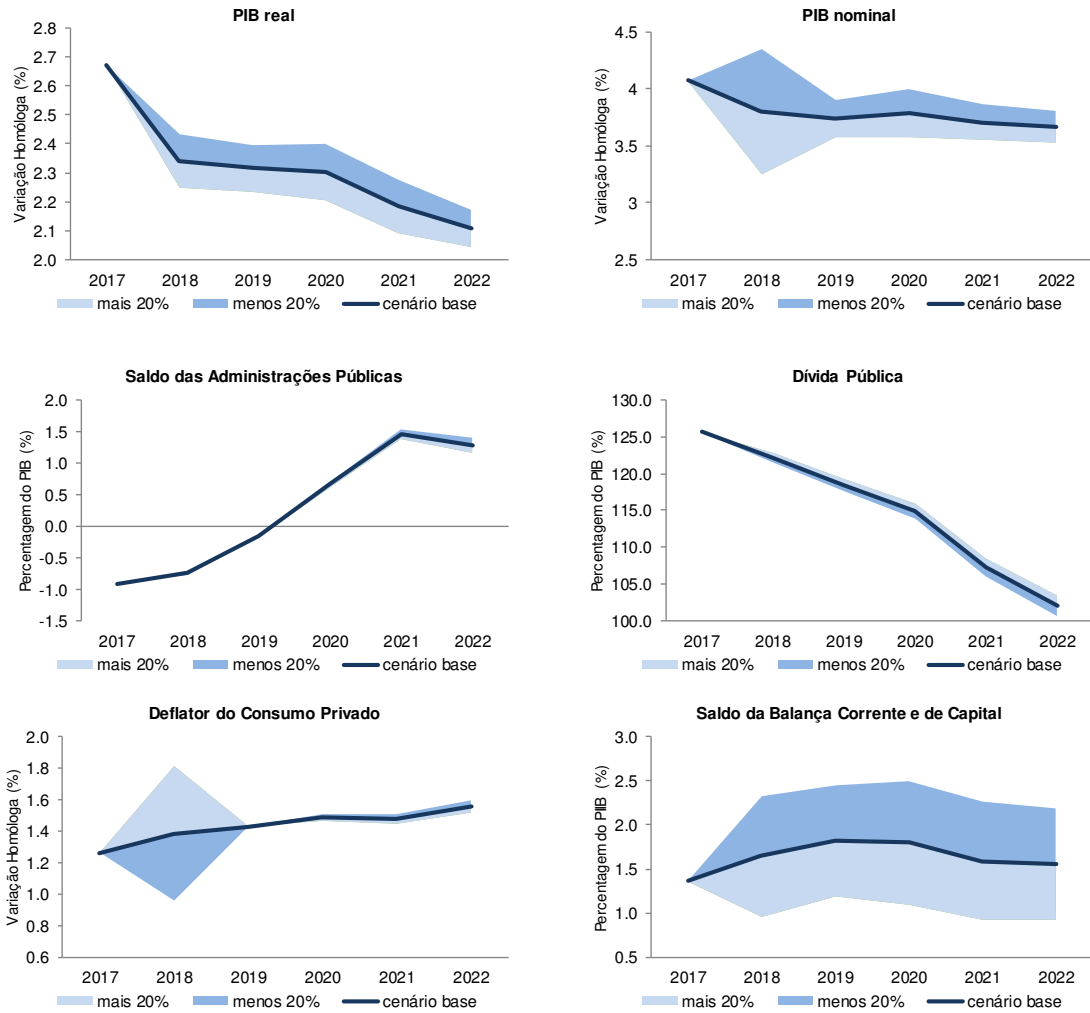 PIB real
Variação Homóloga (%)
2.8
2.7
2.6
2.5
2.4
2.3
2.2
2.1
2.0
2017 2018 2019 2020 2021 2022
mais 20% menos 20% cenário base
PIB nominal
Variação Homóloga (%)
4.5
4
3.5
3
2.5
2017 2018 2019 2020 2021 2022
mais 20% menos 20% cenário base
Saldo das Administrações Públicas
Percentagem do PIB (%)
2.0
1.5
1.0
0.5
0.0
-0.5
-1.0
-1.5
2017 2018 2019 2020 2021 2022
mais 20% menos 20% cenário base
Dívida Pública
Percentagem do PIB (%)
130.0
125.0
120.0
115.0
110.0
105.0
100.0
2017 2018 2019 2020 2021 2022
mais 20% menos 20% cenário base
Deflator do Consumo Privado
Variação Homóloga (%)
2.0
1.8
1.6
1.4
1.2
1.0
0.8
0.6
2017 2018 2019 2020 2021 2022
mais 20% menos 20% cenário base
Saldo da Balança Corrente e de Capital
Percentagem do PIIB (%)
3.0
2.5
2.0
1.5
1.0
0.5
2017 2018 2019 2020 2021 2022
mais 20% menos 20% cenário base